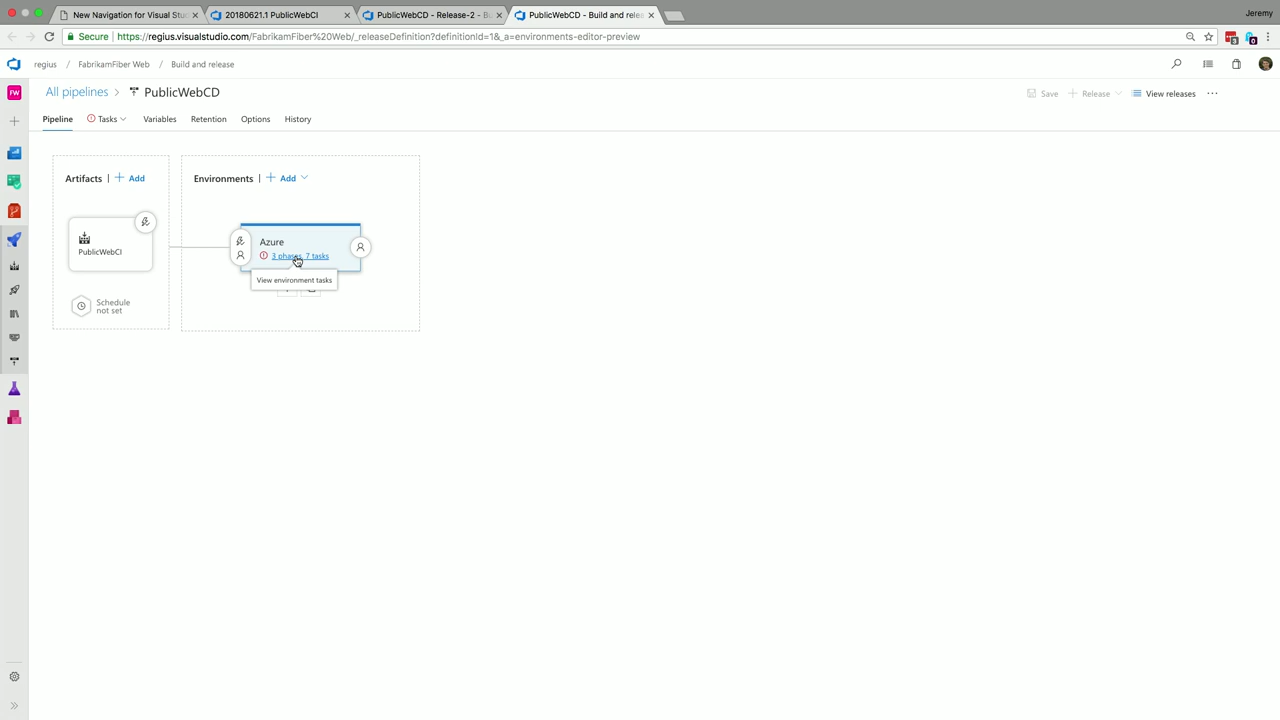 New Navigation for Visual Stu
20180621.1 PublicWebCI
PublicWebCD - Release-2 - B
PublicWebCD - Build and relea
Jeremy
Secure
https://regius.visualstudio.com/FabrikamFiber%20Web/_releaseDefinition?definitionId=1&_a=environments-editor-preview
regius / FabrikamFiber Web / Build and release
FW
All pipelines > PublicWebCD
Save
Release
View releases
Pipeline
Tasks
Variables
Retention
Options
History
Artifacts | + Add
Environments | + Add
PublicWebCI
Azure
3 phases, 7 tasks
View environment tasks
Schedule
not set